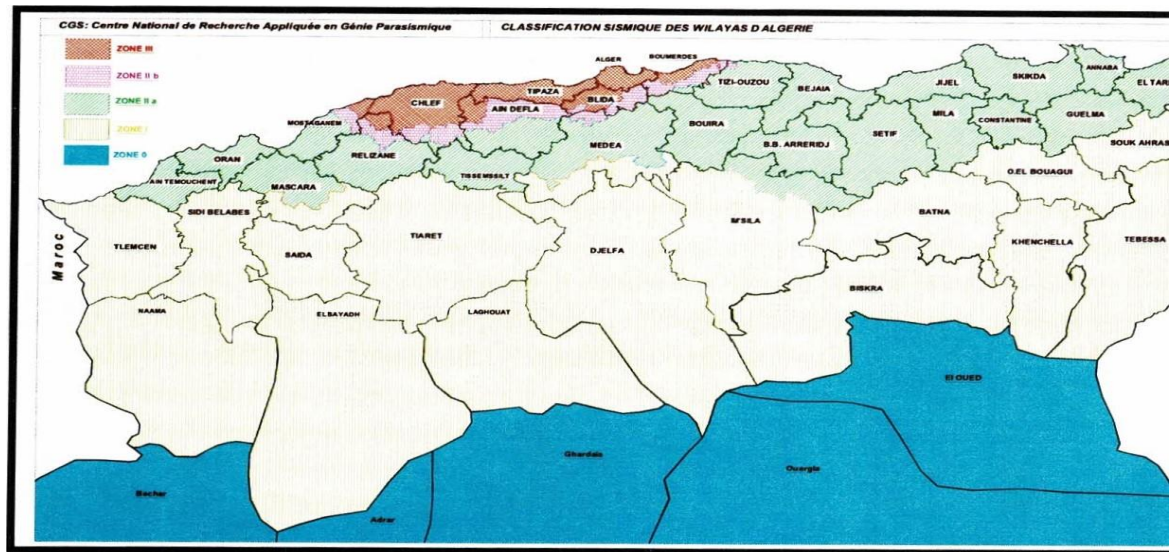 CGS: Centre National de Recherche Appliquée en Génie Parasismique
CLASSIFICATION SISMIQUE DES WILAYAS D'ALGERIE
ZONE III
ZONE II b
ZONE II a
ZONE I
ZONE 0
ALGER
BOUMERDES
TIPAZA
CHLEF
BLIDA
AIN DEFLA
TIZI-OUZOU
BEJAIA
JIJEL
SKIKDA
ANNABA
EL TAR
MOSTAGANEM
ORAN
RELIZANE
MEDEA
BOUIRA
B.B. ARRERIDJ
SETIF
MILA
CONSTANTINE
GUELMA
SOUK AHRAS
AIN TEMOUCHENT
MASCARA
TISSEMSSILT
O.EL BOUAGUI
SIDI BELABES
TIARET
M'SILA
BATNA
Maroc
TLEMCEN
SAIDA
DJELFA
KHENCHELLA
TEBESSA
BISKRA
NAAMA
ELSAYADH
LAGHOUAT
El OUED
Ghardaia
Ouargla
Bechar
Adrar